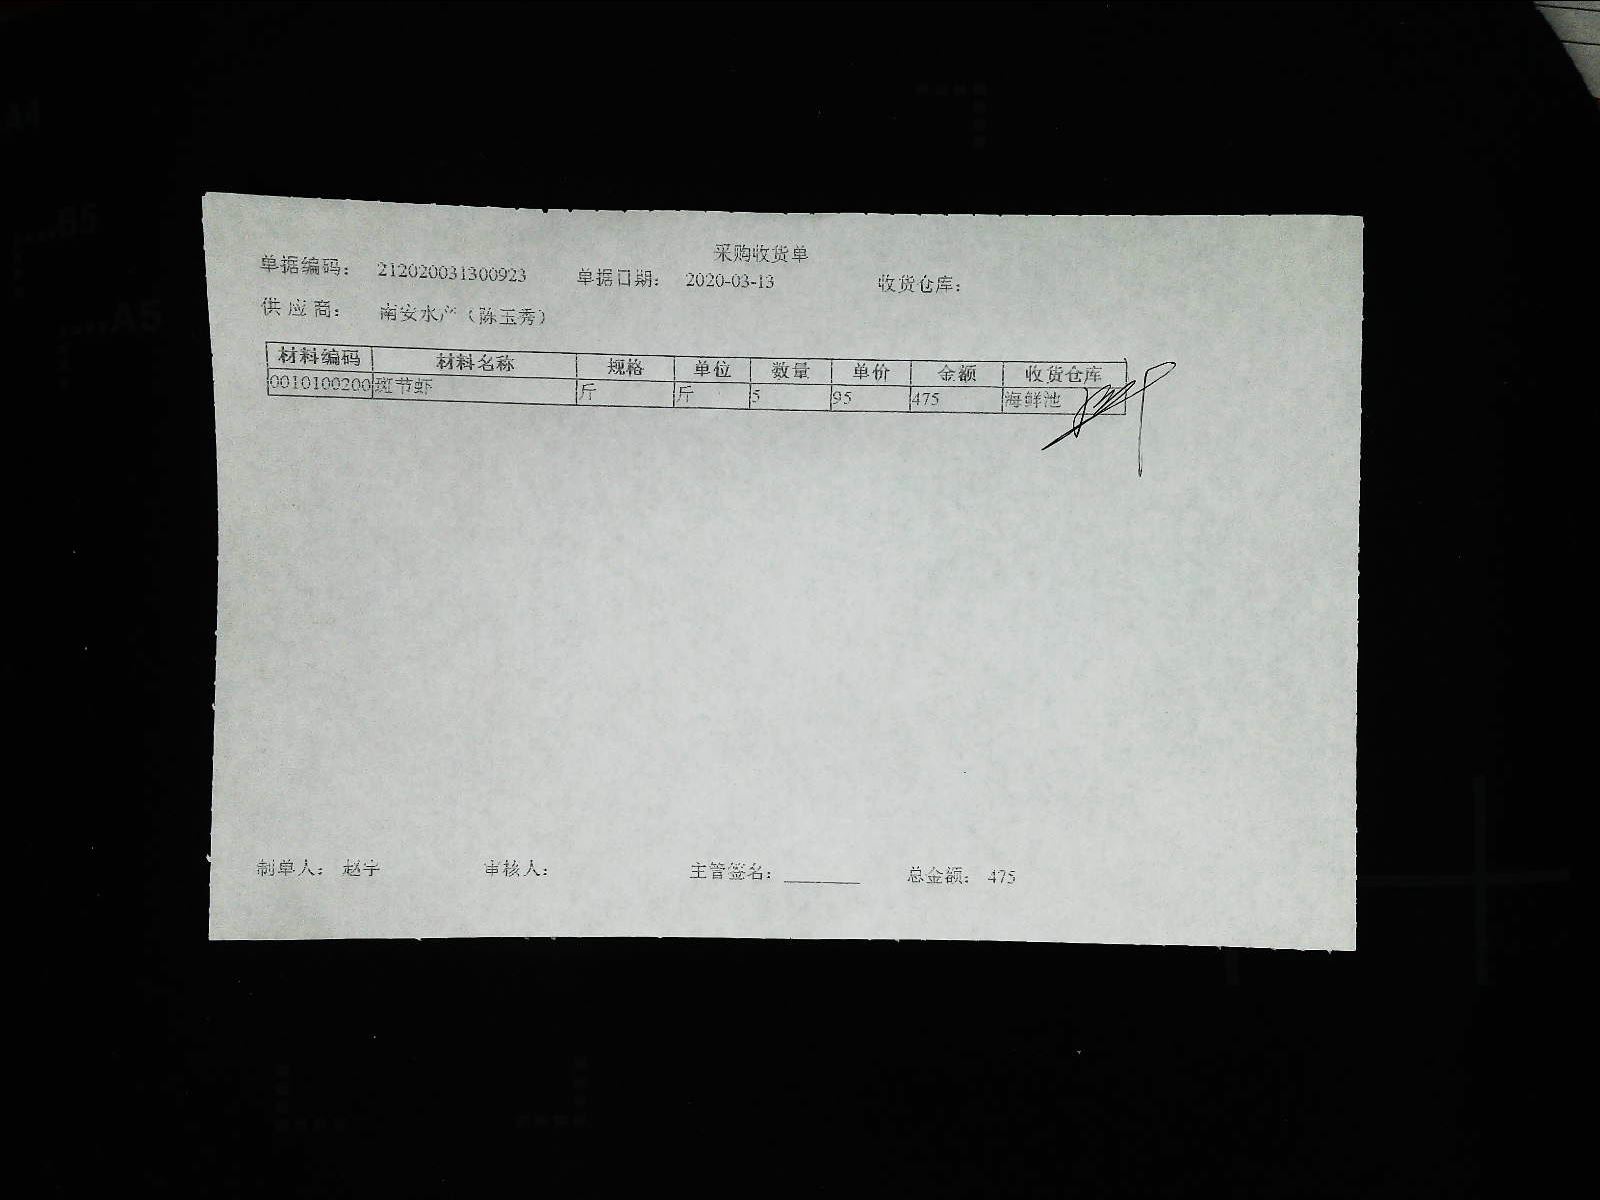 采购收货单
单据编码： 212020031300923 单据日期： 2020-03-13 收货仓库：
供应商： 南安水产（陈玉秀）
材料编码 材料名称 规格 单位 数量 单价 金额 收货仓库
0010100200 斑节虾 斤 斤 5 95 475 海鲜池
制单人： 赵宇 审核人： 主管签名： ________ 总金额： 475
A4
B5
A5